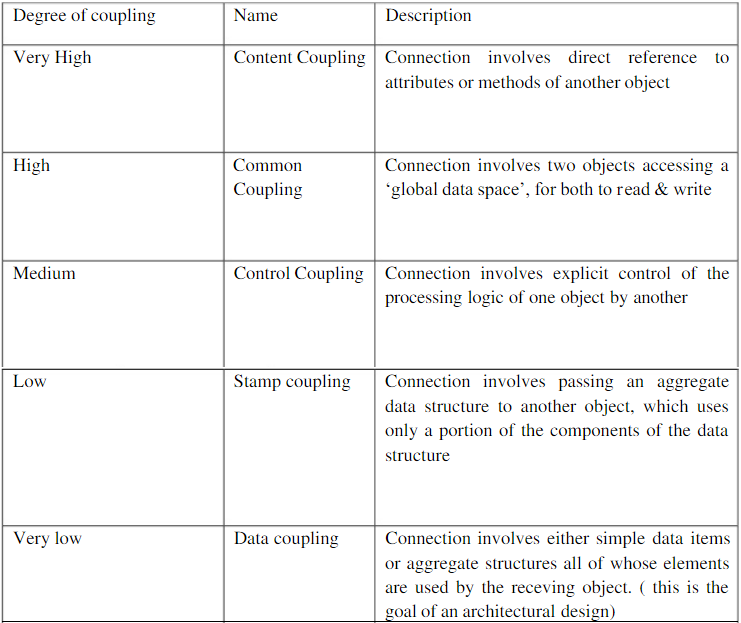 Degree of coupling Name Description
Very High Content Coupling Connection involves direct reference to
attributes or methods of another object
High Common Connection involves two objects accessing a
Coupling ‘global data space’, for both to read & write
Medium Control Coupling Connection involves explicit control of the
processing logic of one object by another
Low Stamp coupling Connection involves passing an aggregate
data structure to another object, which uses
only a portion of the components of the data
structure
Very low Data coupling Connection involves either simple data items
or aggregate structures all of whose elements
are used by the receving object. ( this is the
goal of an architectural design)